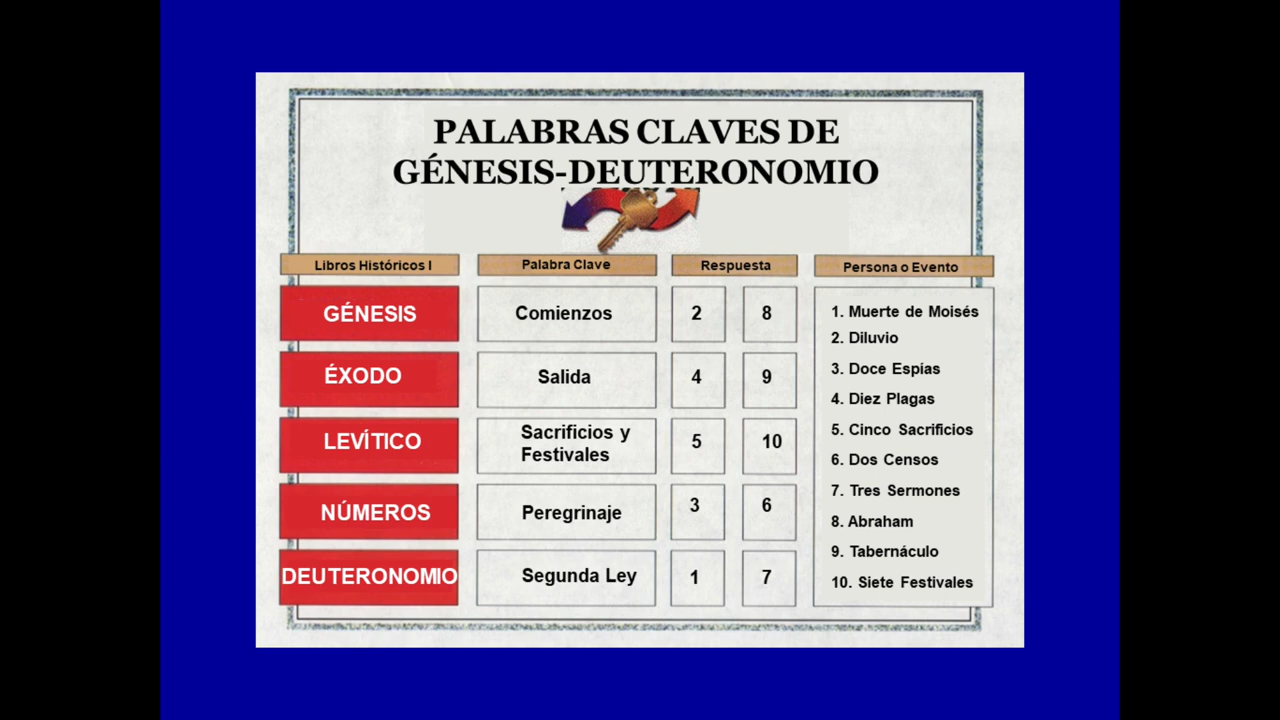 PALABRAS CLAVES DE
GÉNESIS-DEUTERONOMIO
Libros Históricos I
Palabra Clave
Respuesta
Persona o Evento
GÉNESIS
Comienzos
2
8
ÉXODO
Salida
4
9
LEVÍTICO
Sacrificios y
Festivales
5
10
NÚMEROS
Peregrinaje
3
6
DEUTERONOMIO
Segunda Ley
1
7
1. Muerte de Moisés
2. Diluvio
3. Doce Espías
4. Diez Plagas
5. Cinco Sacrificios
6. Dos Censos
7. Tres Sermones
8. Abraham
9. Tabernáculo
10. Siete Festivales